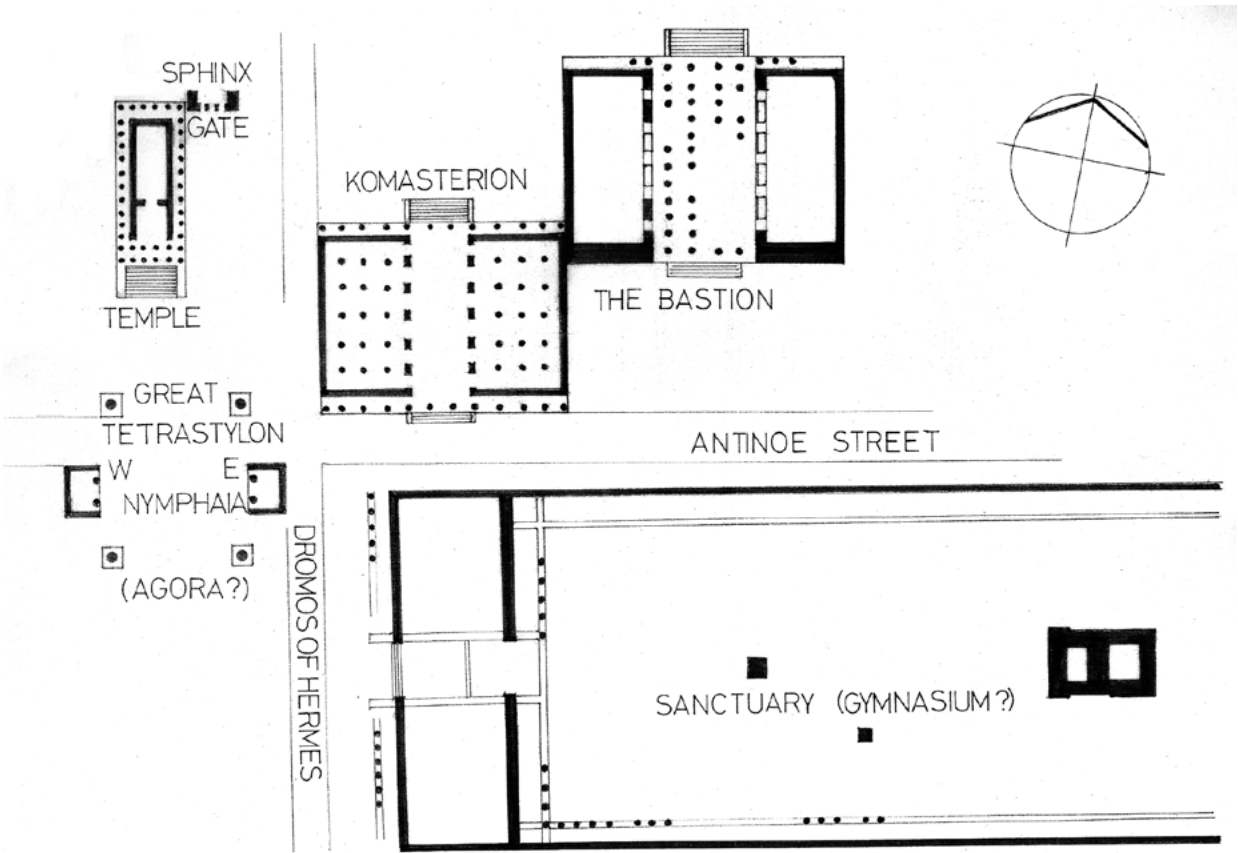 SPHINX
GATE
TEMPLE
KOMASTERION
THE BASTION
GREAT
TETRASTYLON
W E
NYMPHAIA
(AGORA?)
ANTINOE STREET
DROMOS OF HERMES
SANCTUARY (GYMNASIUM?)